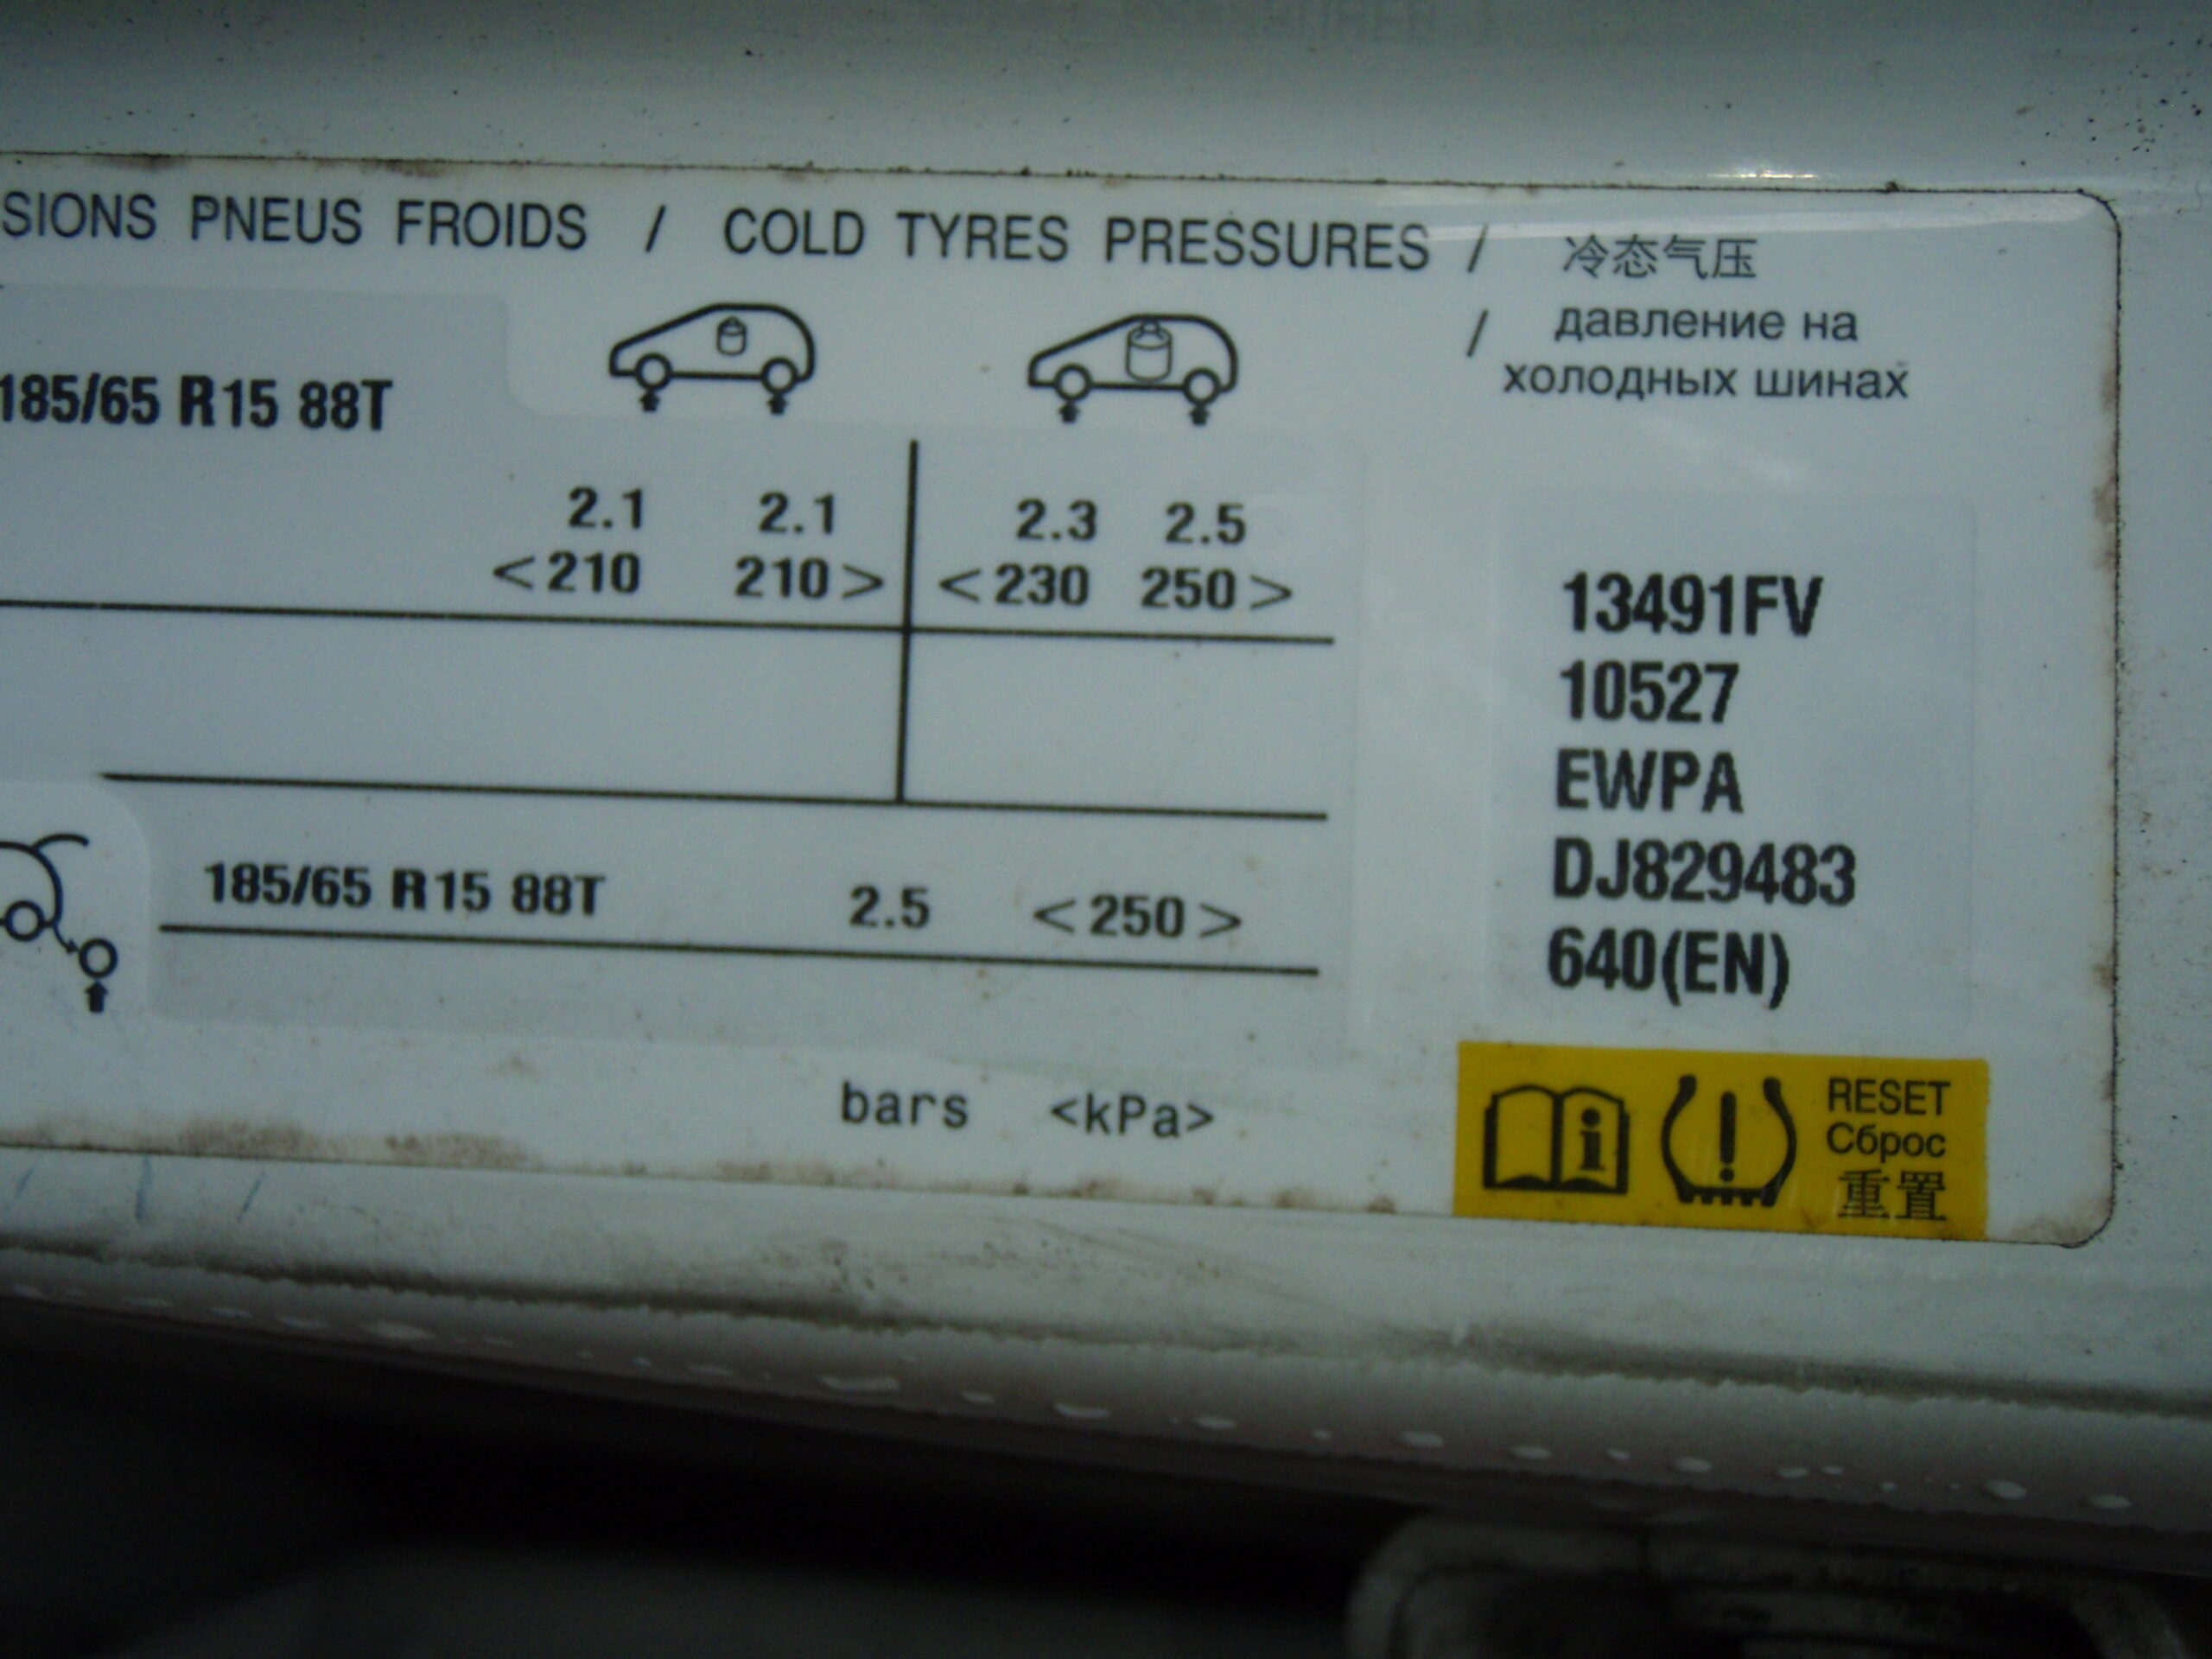 SIONS PNEUS FROIDS / COLD TYRES PRESSURES / 冷态气压
/ давление на
холодных шинах
185/65 R15 88T
2.1 2.1 2.3 2.5
<210 210> <230 250>
185/65 R15 88T 2.5 <250>
bars <kPa>
13491FV
10527
EWPA
DJ829483
640(EN)
RESET
Сброс
重置